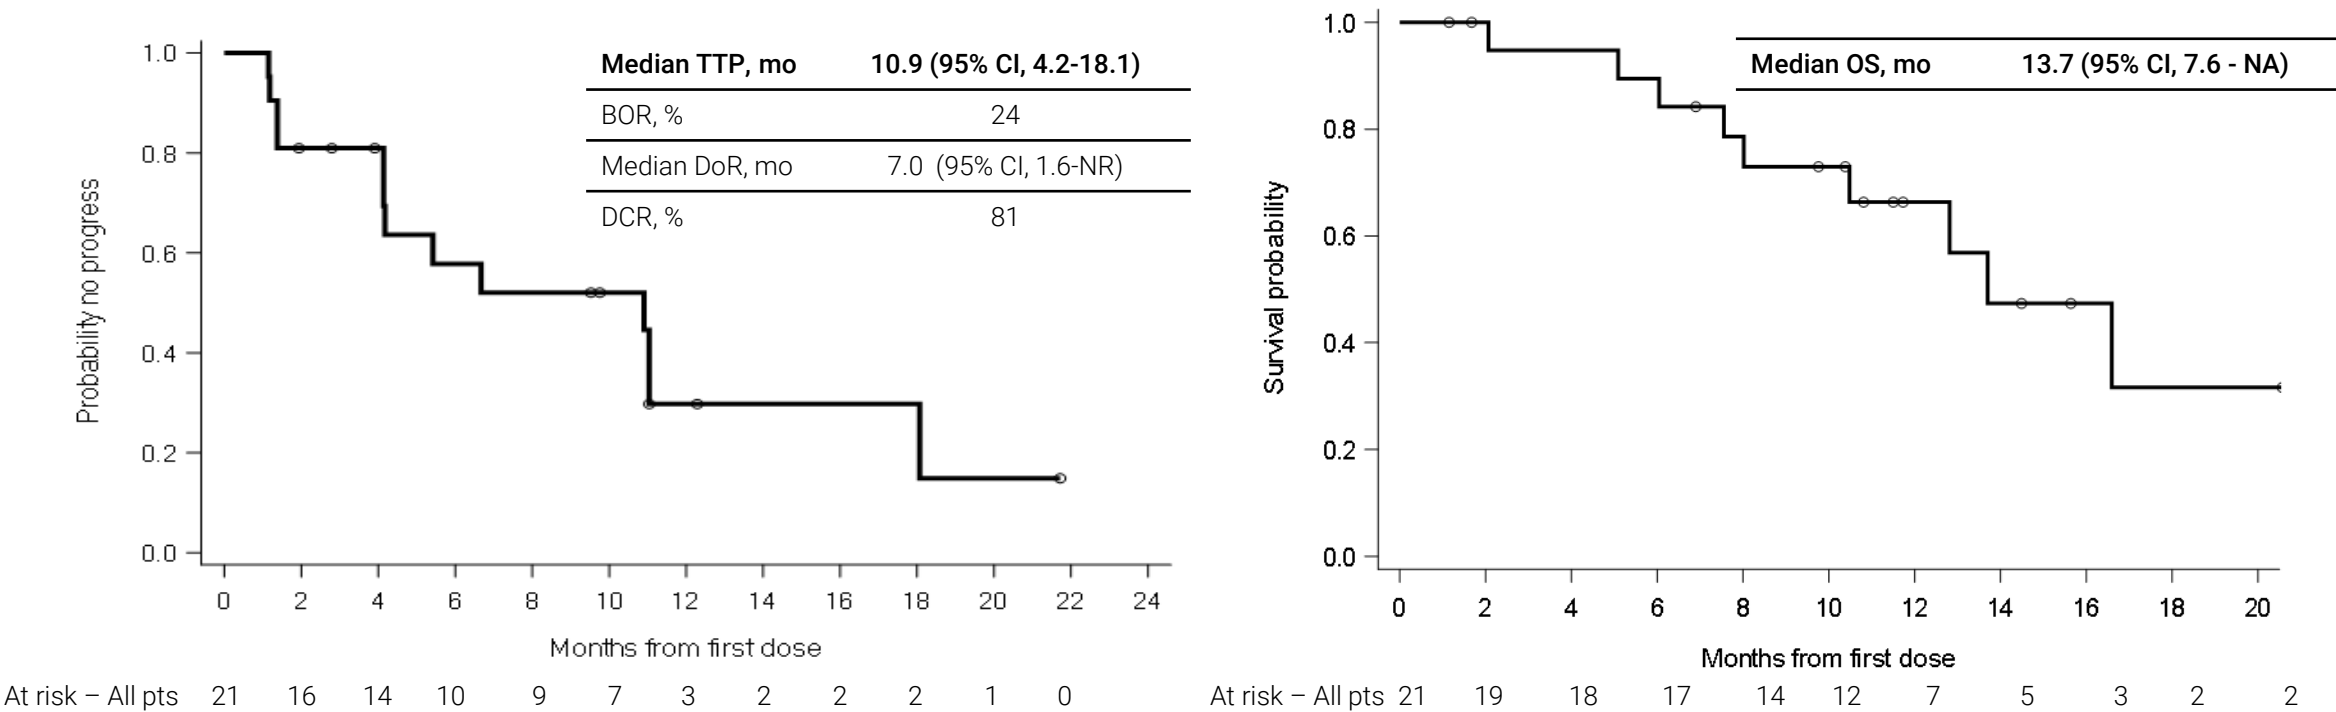 Median TTP, mo 10.9 (95% CI, 4.2-18.1)
BOR, % 24
Median DoR, mo 7.0 (95% CI, 1.6-NR)
DCR, % 81
Probability no progress
1.0
0.8
0.6
0.4
0.2
0.0
0 2 4 6 8 10 12 14 16 18 20 22 24
Months from first dose
At risk – All pts 21 16 14 10 9 7 3 2 2 2 1 0
Median OS, mo 13.7 (95% CI, 7.6 - NA)
Survival probability
1.0
0.8
0.6
0.4
0.2
0.0
0 2 4 6 8 10 12 14 16 18 20
Months from first dose
At risk – All pts 21 19 18 17 14 12 7 5 3 2 2